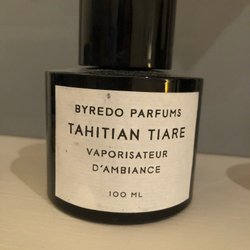 BYREDO PARFUMS
TAHITIAN TIARE
VAPORISATEUR
D'AMBIANCE
100 ML